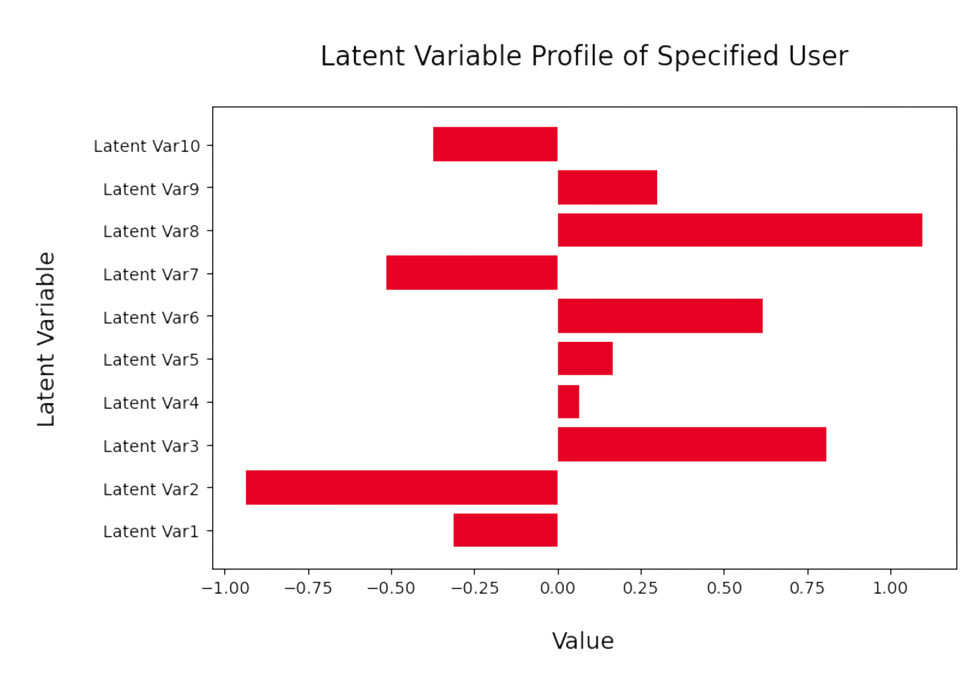 Latent Variable Profile of Specified User
Latent Variable
Latent Var10
Latent Var9
Latent Var8
Latent Var7
Latent Var6
Latent Var5
Latent Var4
Latent Var3
Latent Var2
Latent Var1
−1.00 −0.75 −0.50 −0.25 0.00 0.25 0.50 0.75 1.00
Value